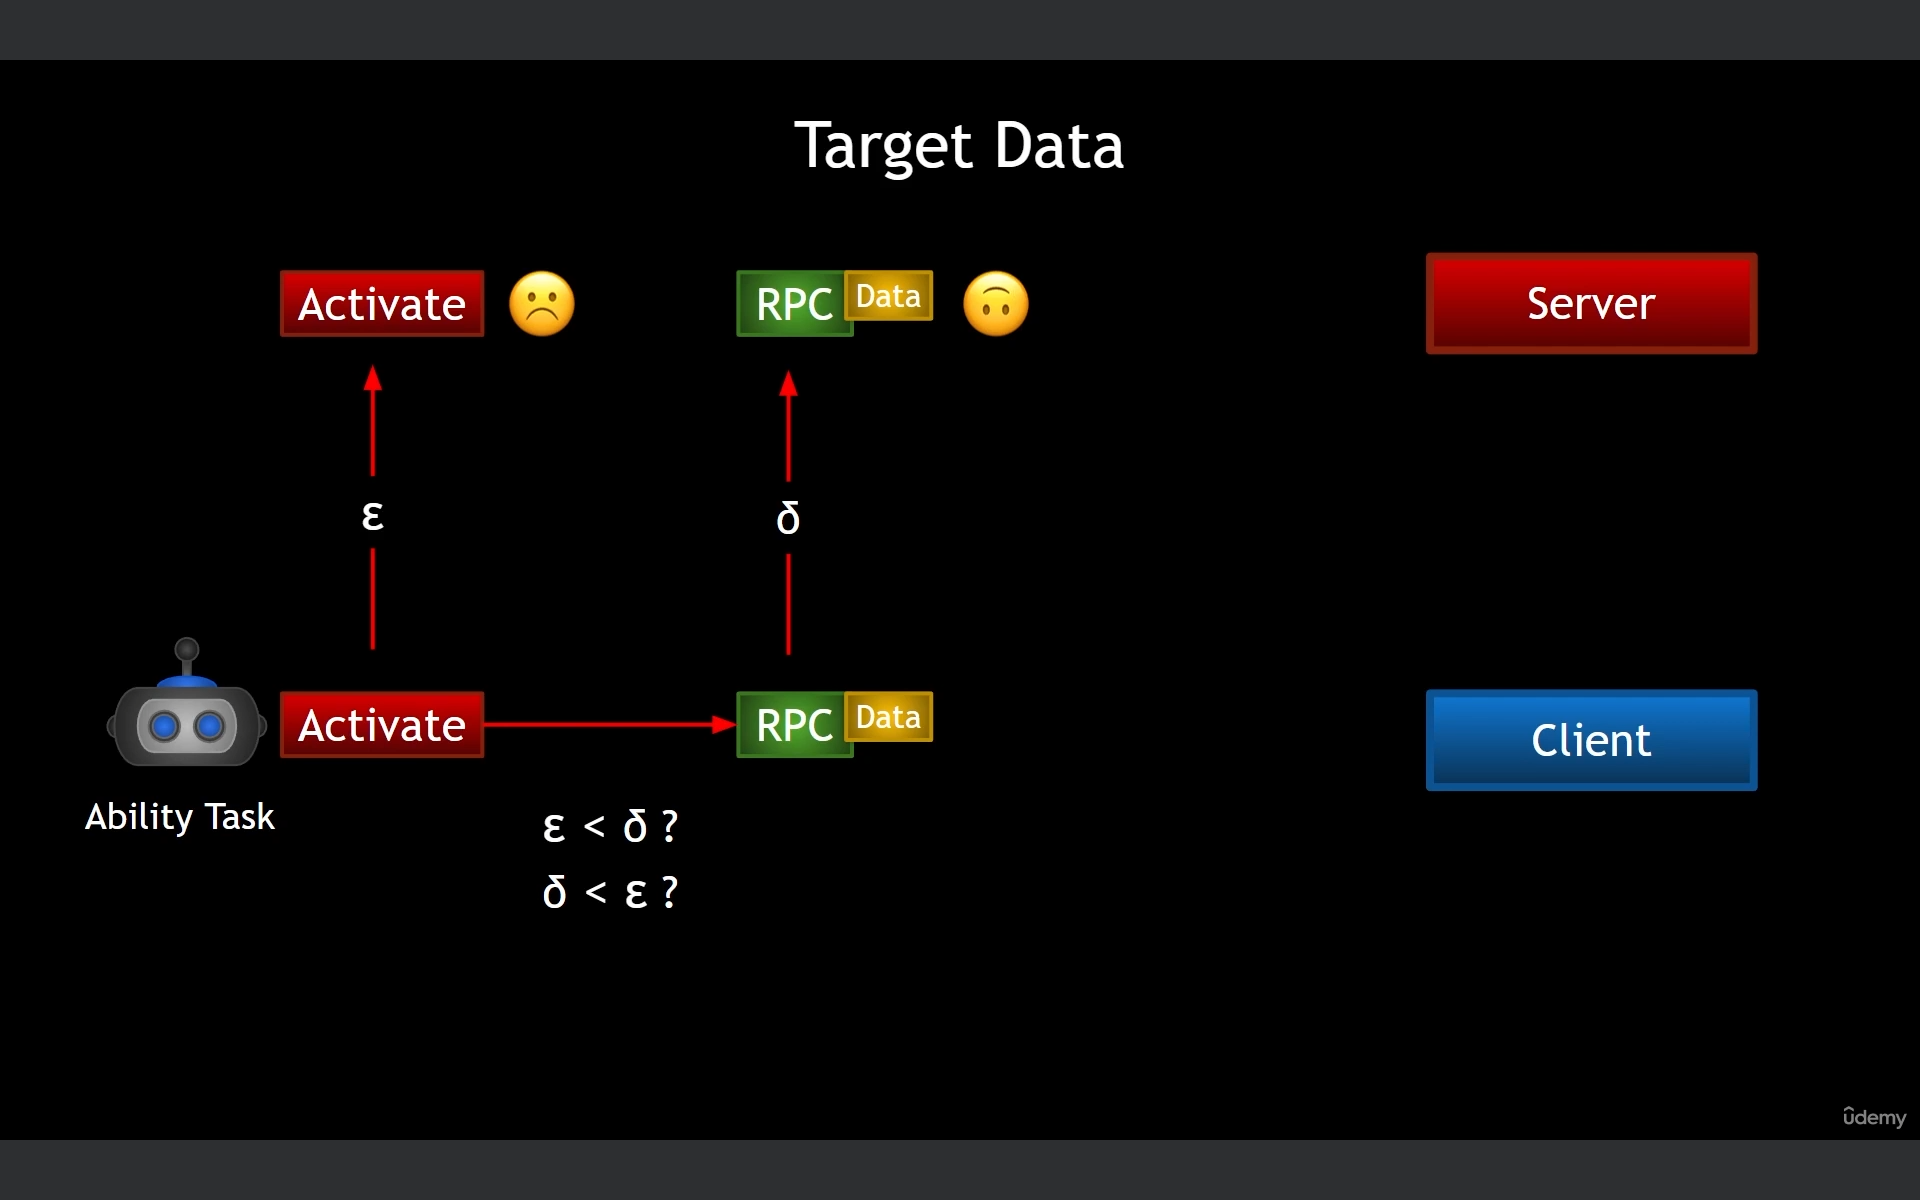 Target Data
Activate
RPC
Data
Server
ε
δ
Activate
RPC
Data
Client
Ability Task
ε < δ ?
δ < ε ?
ûdemy